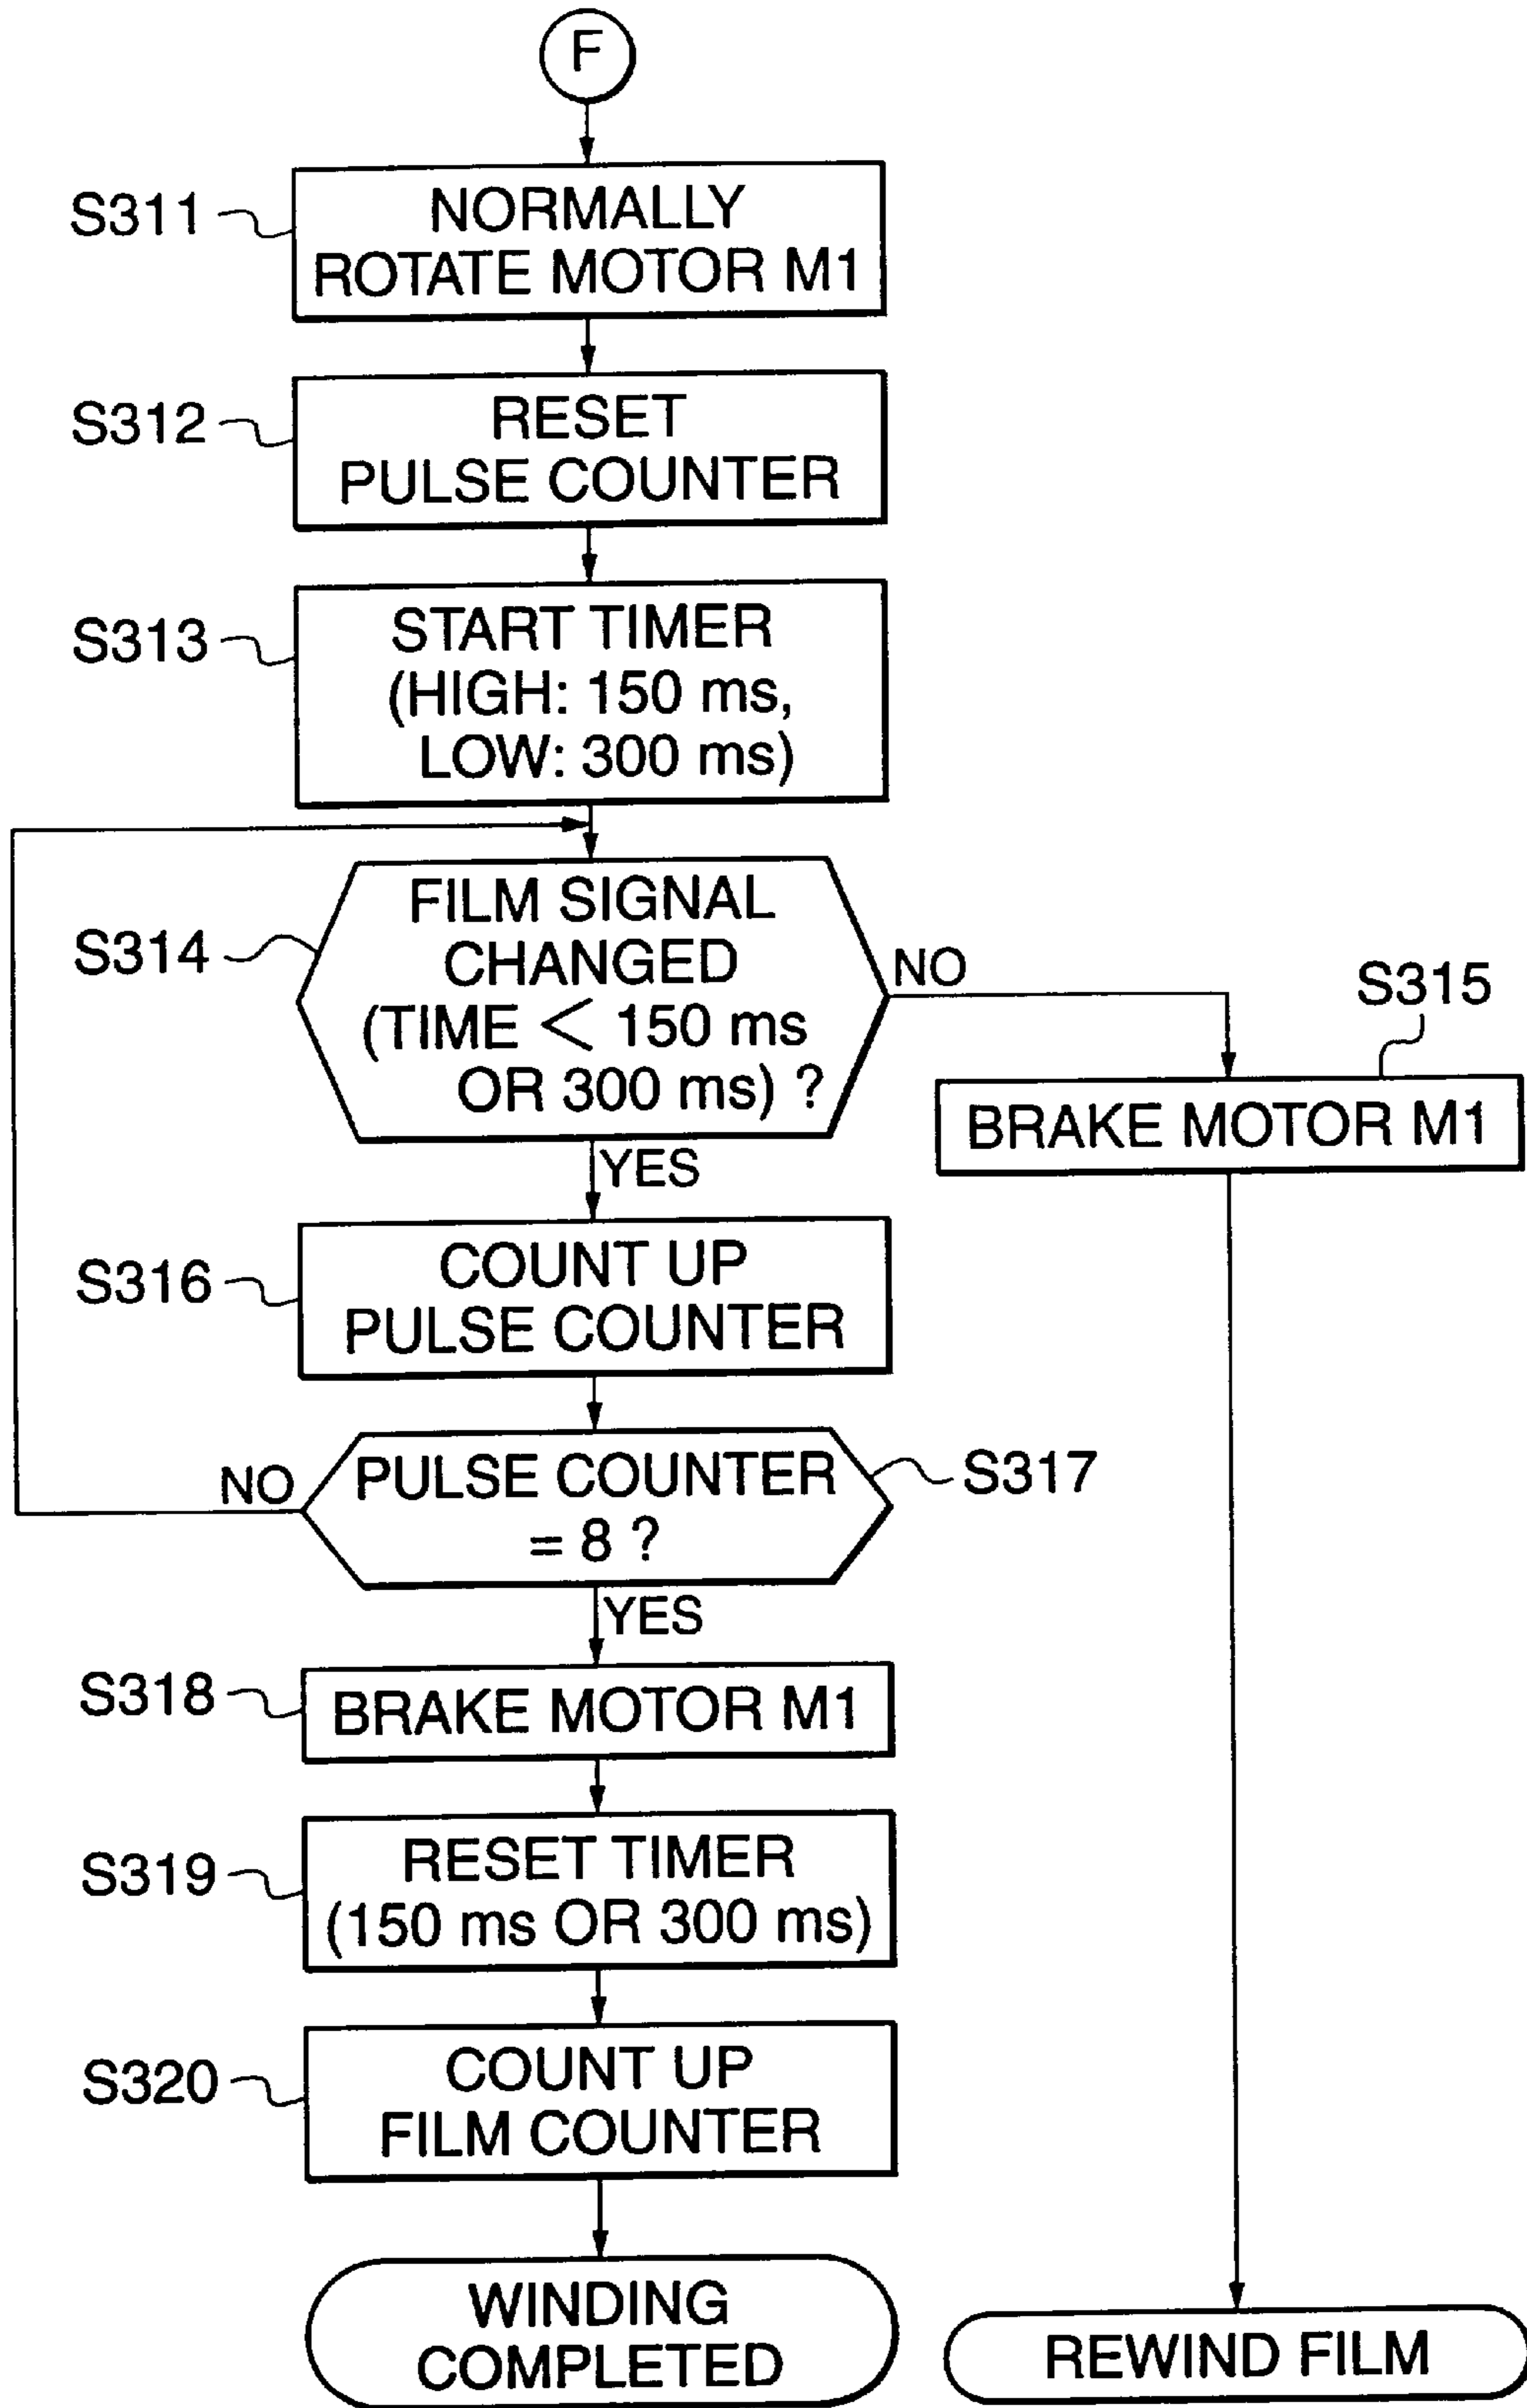 F
S311
NORMALLY
ROTATE MOTOR M1
S312
RESET
PULSE COUNTER
S313
START TIMER
(HIGH: 150 ms,
LOW: 300 ms)
S314
FILM SIGNAL
CHANGED
(TIME < 150 ms
OR 300 ms) ?
NO
S315
BRAKE MOTOR M1
YES
S316
COUNT UP
PULSE COUNTER
NO
PULSE COUNTER
= 8 ?
S317
YES
S318
BRAKE MOTOR M1
S319
RESET TIMER
(150 ms OR 300 ms)
S320
COUNT UP
FILM COUNTER
WINDING
COMPLETED
REWIND FILM